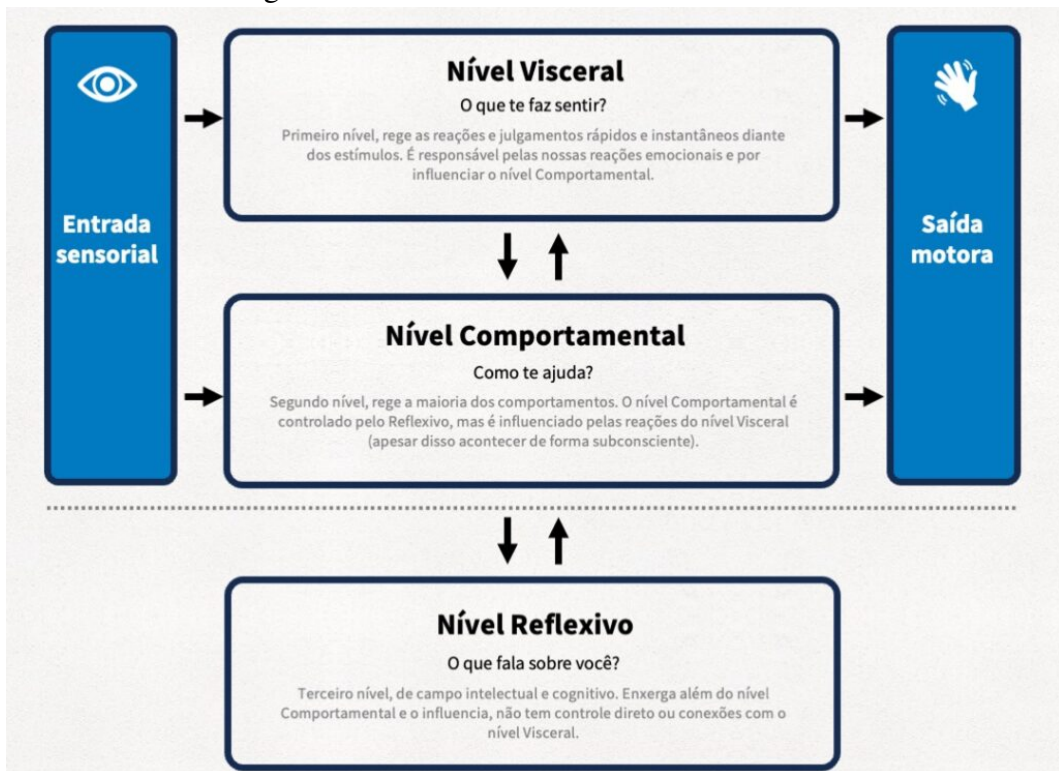 Entrada
sensorial
Nível Visceral
O que te faz sentir?
Primeiro nível, rege as reações e julgamentos rápidos e instantâneos diante
dos estímulos. É responsável pelas nossas reações emocionais e por
influenciar o nível Comportamental.
Saída
motora
Nível Comportamental
Como te ajuda?
Segundo nível, rege a maioria dos comportamentos. O nível Comportamental é
controlado pelo Reflexivo, mas é influenciado pelas reações do nível Visceral
(apesar disso acontecer de forma subconsciente).
Nível Reflexivo
O que fala sobre você?
Terceiro nível, de campo intelectual e cognitivo. Enxerga além do nível
Comportamental e o influencia, não tem controle direto ou conexões com o
nível Visceral.